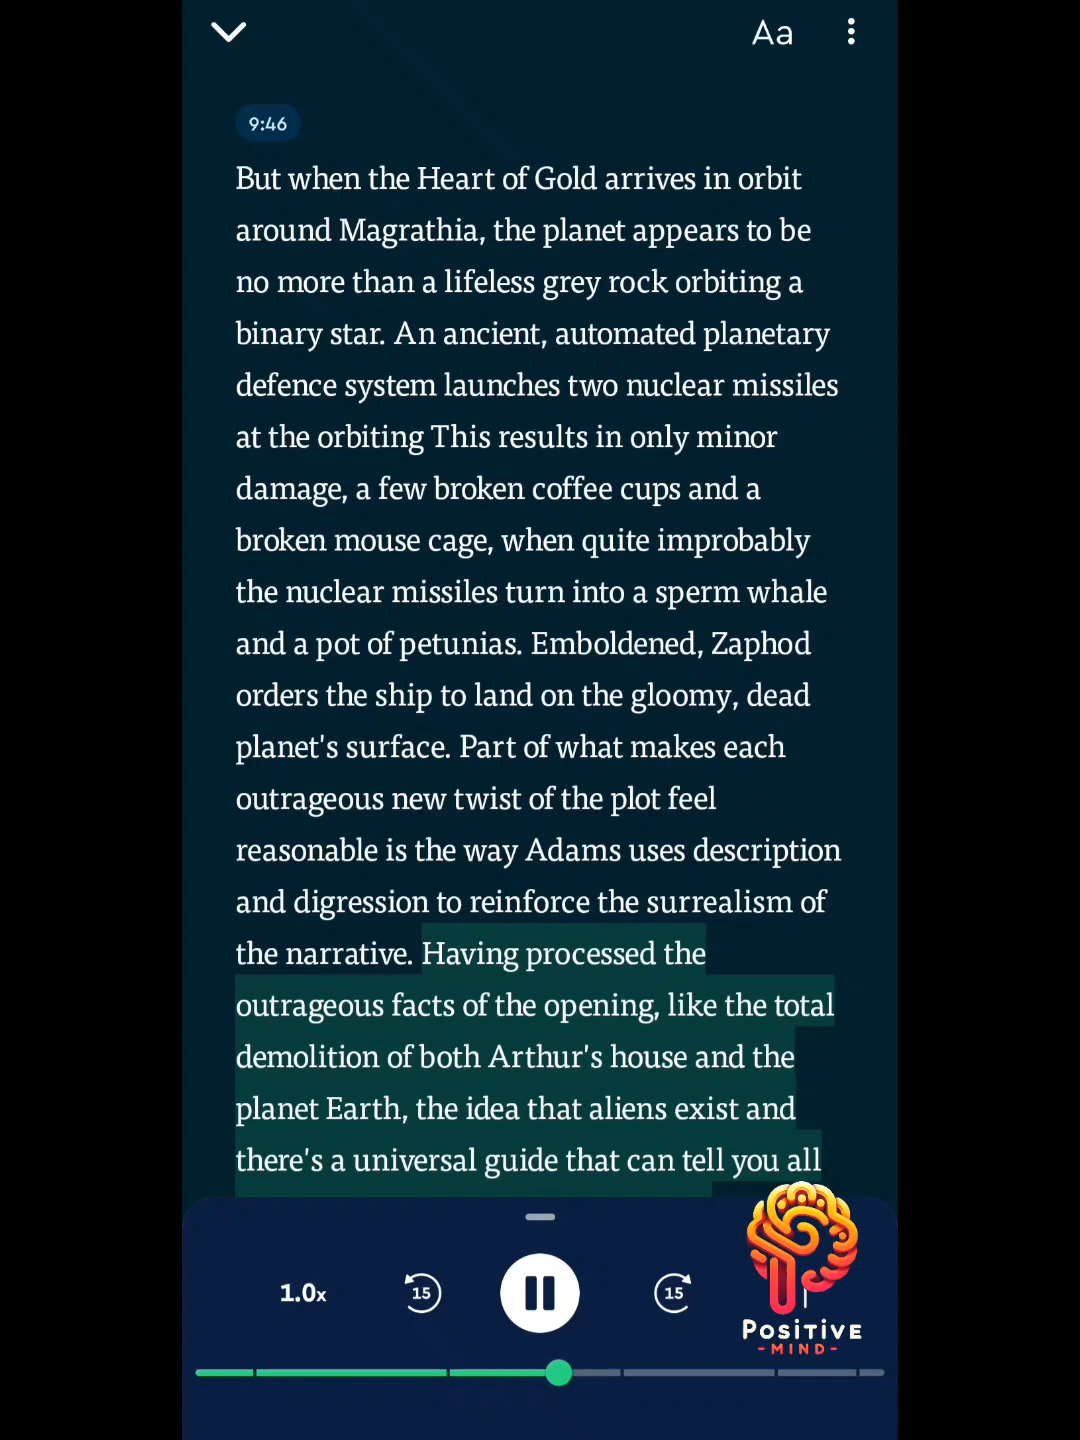 Aa
9:46
But when the Heart of Gold arrives in orbit
around Magrathia, the planet appears to be
no more than a lifeless grey rock orbiting a
binary star. An ancient, automated planetary
defence system launches two nuclear missiles
at the orbiting This results in only minor
damage, a few broken coffee cups and a
broken mouse cage, when quite improbably
the nuclear missiles turn into a sperm whale
and a pot of petunias. Emboldened, Zaphod
orders the ship to land on the gloomy, dead
planet's surface. Part of what makes each
outrageous new twist of the plot feel
reasonable is the way Adams uses description
and digression to reinforce the surrealism of
the narrative. Having processed the
outrageous facts of the opening, like the total
demolition of both Arthur's house and the
planet Earth, the idea that aliens exist and
there's a universal guide that can tell you all
1.0x
15
15
POSITIVE
-MIND-